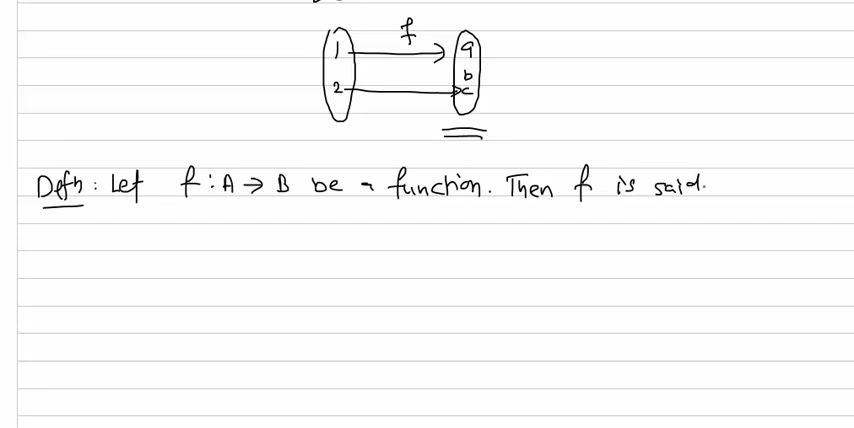 f
1 a
b
2 c
Defn: Let f: A → B be a function. Then f is said.